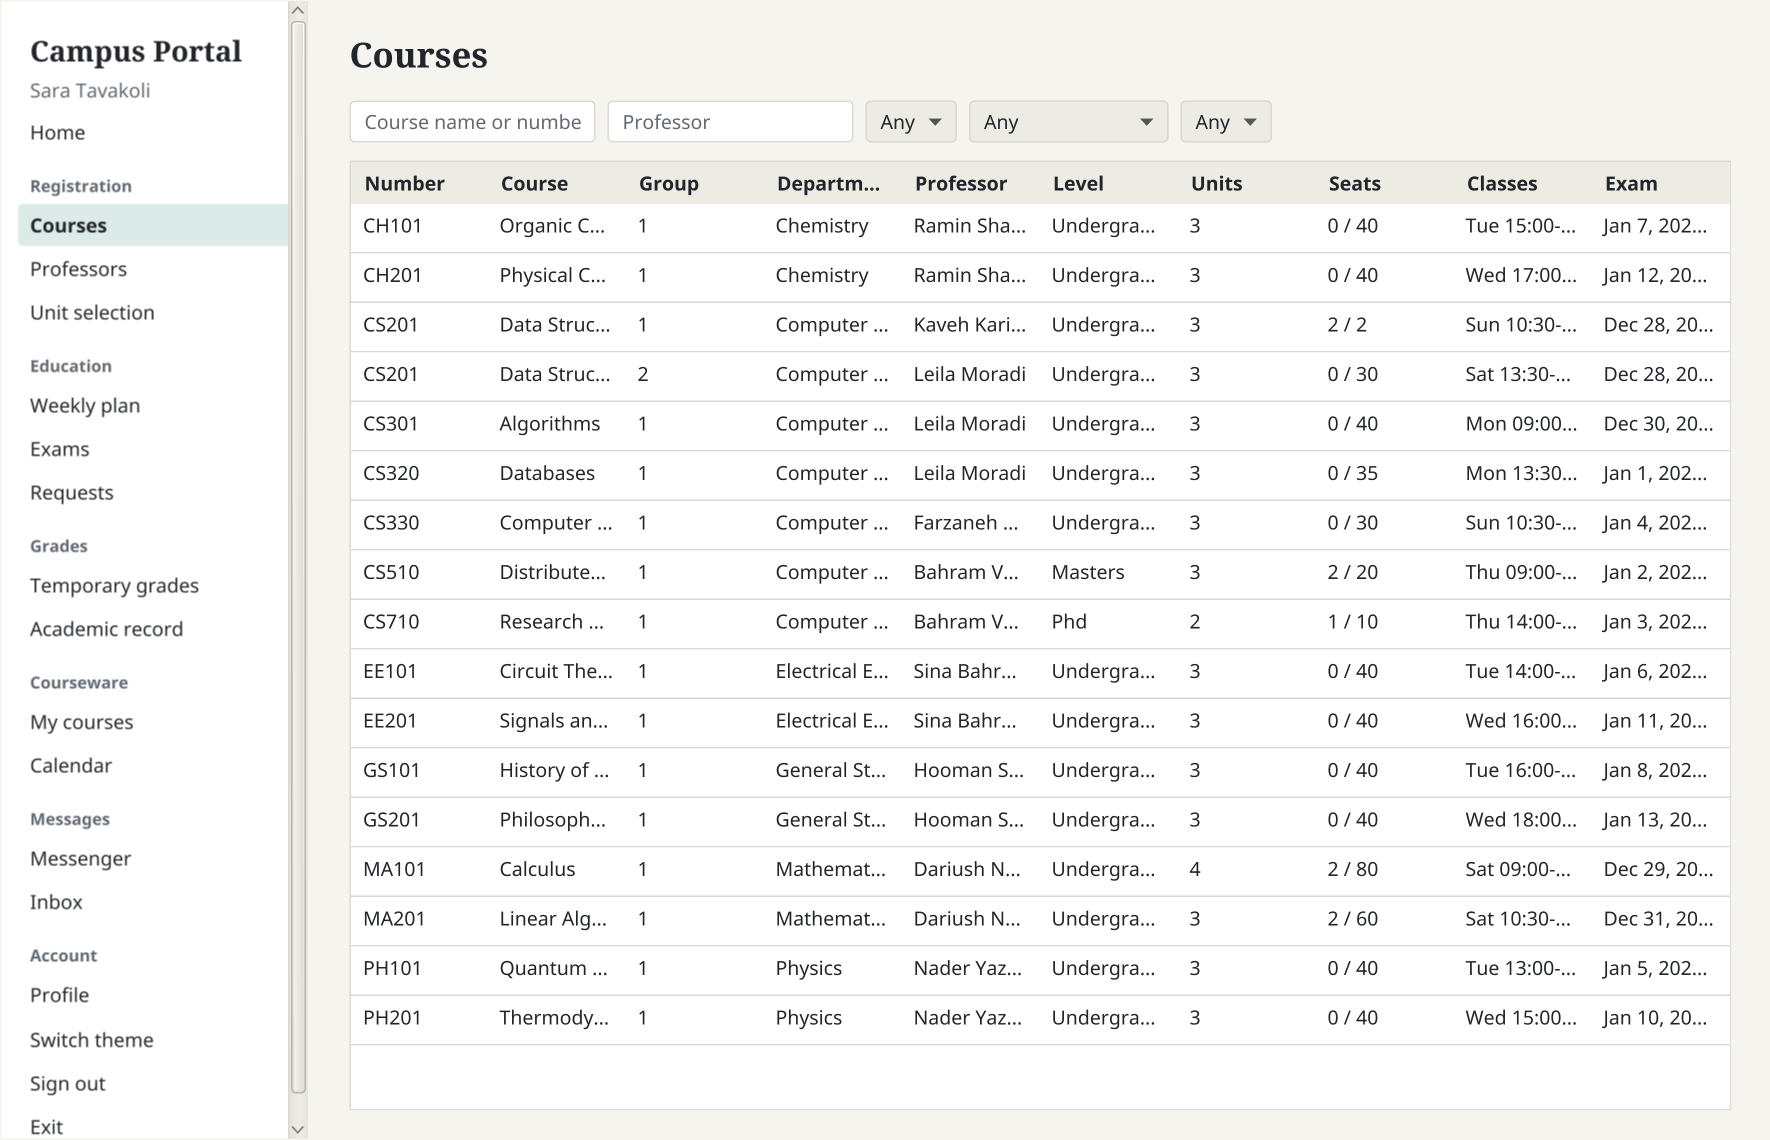 Campus Portal
Sara Tavakoli
Home
Registration
Courses
Professors
Unit selection
Education
Weekly plan
Exams
Requests
Grades
Temporary grades
Academic record
Courseware
My courses
Calendar
Messages
Messenger
Inbox
Account
Profile
Switch theme
Sign out
Exit
Courses
Course name or numbe Professor Any Any Any
Number Course Group Departm... Professor Level Units Seats Classes Exam
CH101 Organic C... 1 Chemistry Ramin Sha... Undergra... 3 0 / 40 Tue 15:00-... Jan 7, 202...
CH201 Physical C... 1 Chemistry Ramin Sha... Undergra... 3 0 / 40 Wed 17:00... Jan 12, 20...
CS201 Data Struc... 1 Computer ... Kaveh Kari... Undergra... 3 2 / 2 Sun 10:30-... Dec 28, 20...
CS201 Data Struc... 2 Computer ... Leila Moradi Undergra... 3 0 / 30 Sat 13:30-... Dec 28, 20...
CS301 Algorithms 1 Computer ... Leila Moradi Undergra... 3 0 / 40 Mon 09:00... Dec 30, 20...
CS320 Databases 1 Computer ... Leila Moradi Undergra... 3 0 / 35 Mon 13:30... Jan 1, 202...
CS330 Computer ... 1 Computer ... Farzaneh ... Undergra... 3 0 / 30 Sun 10:30-... Jan 4, 202...
CS510 Distribute... 1 Computer ... Bahram V... Masters 3 2 / 20 Thu 09:00-... Jan 2, 202...
CS710 Research ... 1 Computer ... Bahram V... Phd 2 1 / 10 Thu 14:00-... Jan 3, 202...
EE101 Circuit The... 1 Electrical E... Sina Bahr... Undergra... 3 0 / 40 Tue 14:00-... Jan 6, 202...
EE201 Signals an... 1 Electrical E... Sina Bahr... Undergra... 3 0 / 40 Wed 16:00... Jan 11, 20...
GS101 History of ... 1 General St... Hooman S... Undergra... 3 0 / 40 Tue 16:00-... Jan 8, 202...
GS201 Philosoph... 1 General St... Hooman S... Undergra... 3 0 / 40 Wed 18:00... Jan 13, 20...
MA101 Calculus 1 Mathemat... Dariush N... Undergra... 4 2 / 80 Sat 09:00-... Dec 29, 20...
MA201 Linear Alg... 1 Mathemat... Dariush N... Undergra... 3 2 / 60 Sat 10:30-... Dec 31, 20...
PH101 Quantum ... 1 Physics Nader Yaz... Undergra... 3 0 / 40 Tue 13:00-... Jan 5, 202...
PH201 Thermody... 1 Physics Nader Yaz... Undergra... 3 0 / 40 Wed 15:00... Jan 10, 20...